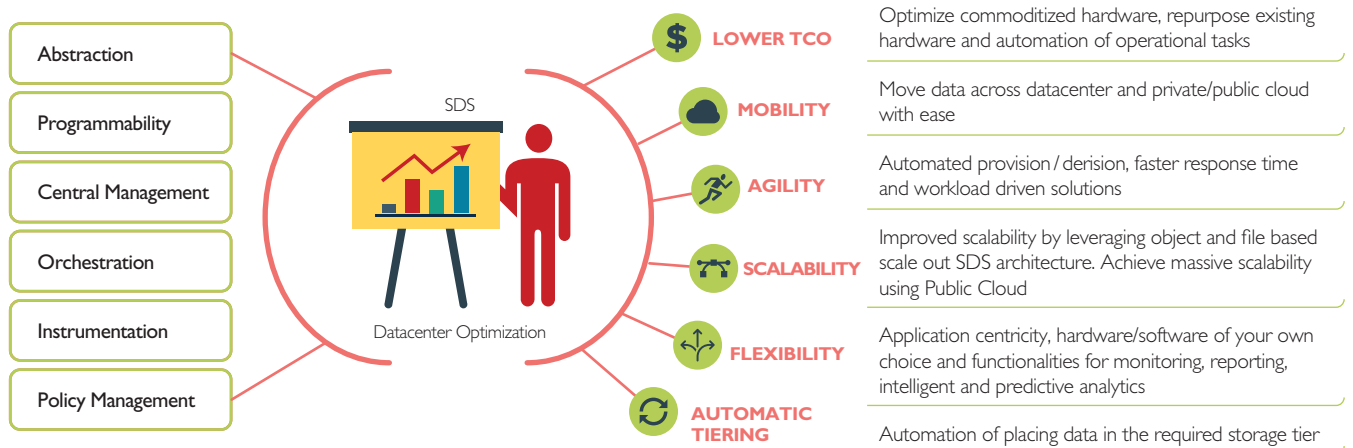 Abstraction
Programmability
Central Management
Orchestration
Instrumentation
Policy Management
SDS
Datacenter Optimization
$
LOWER TCO
Optimize commoditized hardware, repurpose existing
hardware and automation of operational tasks
MOBILITY
Move data across datacenter and private/public cloud
with ease
AGILITY
Automated provision / derision, faster response time
and workload driven solutions
SCALABILITY
Improved scalability by leveraging object and file based
scale out SDS architecture. Achieve massive scalability
using Public Cloud
FLEXIBILITY
Application centricity, hardware/software of your own
choice and functionalities for monitoring, reporting,
intelligent and predictive analytics
AUTOMATIC
TIERING
Automation of placing data in the required storage tier